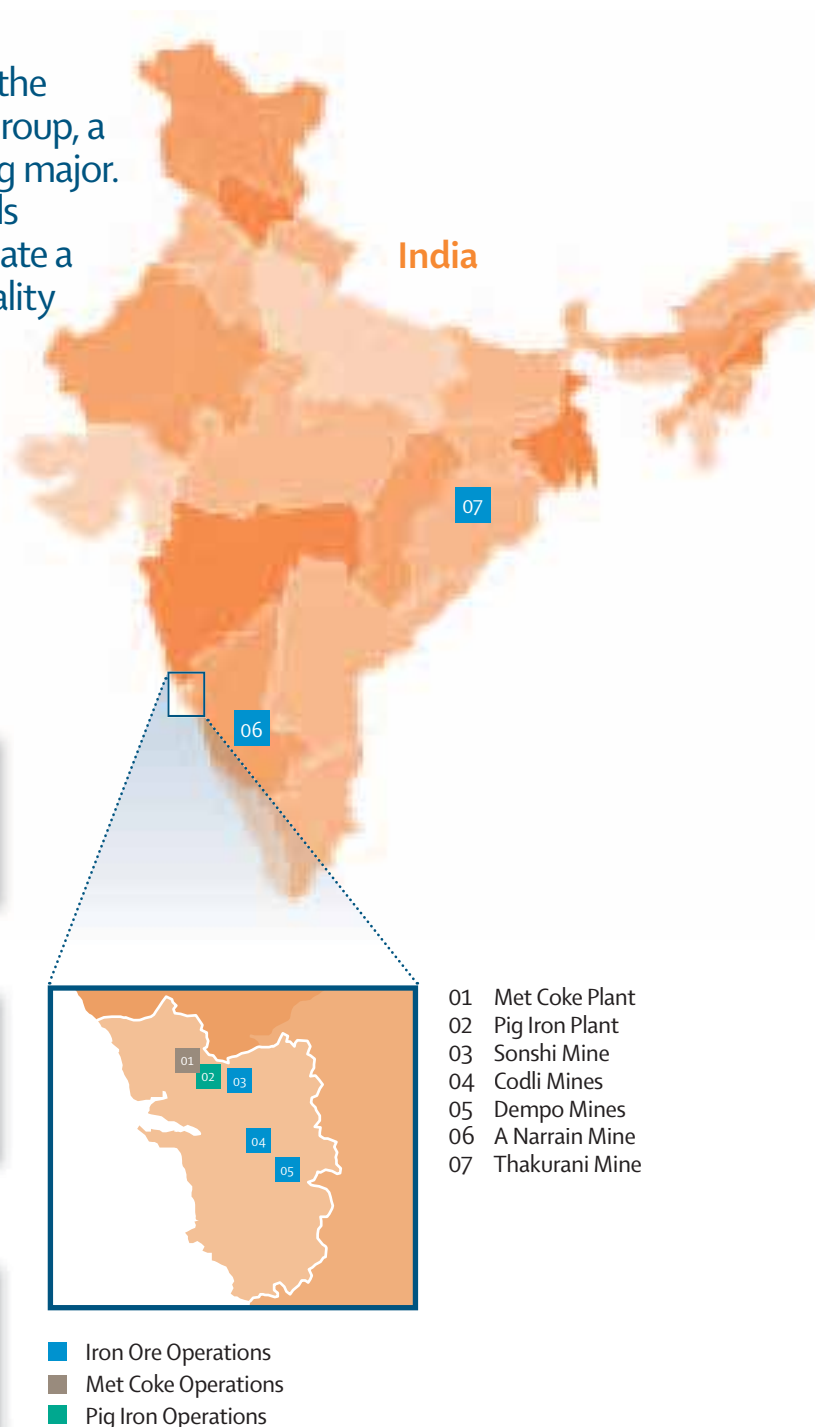 the
roup, a
g major.
ls
ate a
ality
India
07
06
01
02
03
04
05
01 Met Coke Plant
02 Pig Iron Plant
03 Sonshi Mine
04 Codli Mines
05 Dempo Mines
06 A Narrain Mine
07 Thakurani Mine
Iron Ore Operations
Met Coke Operations
Pig Iron Operations